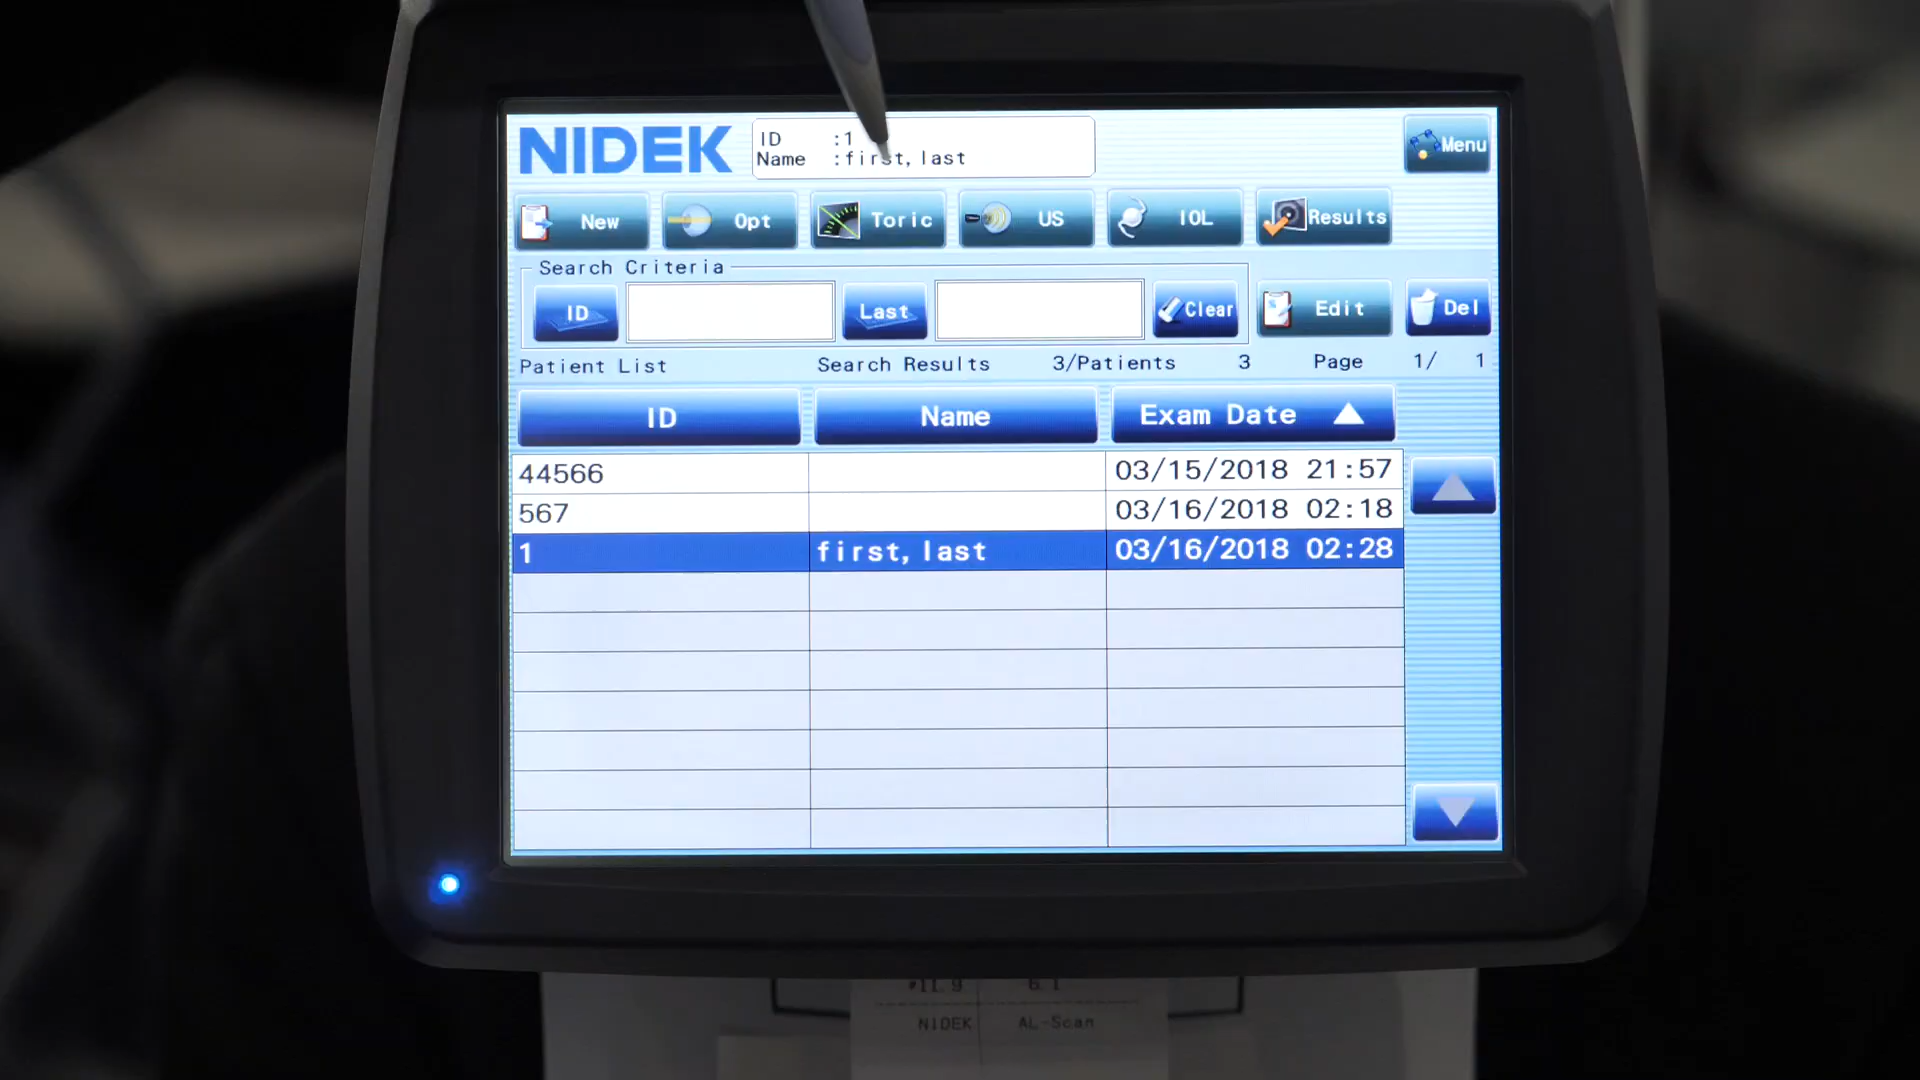 NIDEK
ID :1
Name :first,last
Menu
New
Opt
Toric
US
IOL
Results
Search Criteria
ID
Last
Clear
Edit
Del
Patient List Search Results 3/Patients 3 Page 1/ 1
ID Name Exam Date
44566 03/15/2018 21:57
567 03/16/2018 02:18
1 first,last 03/16/2018 02:28
NIDEK AL-Scan